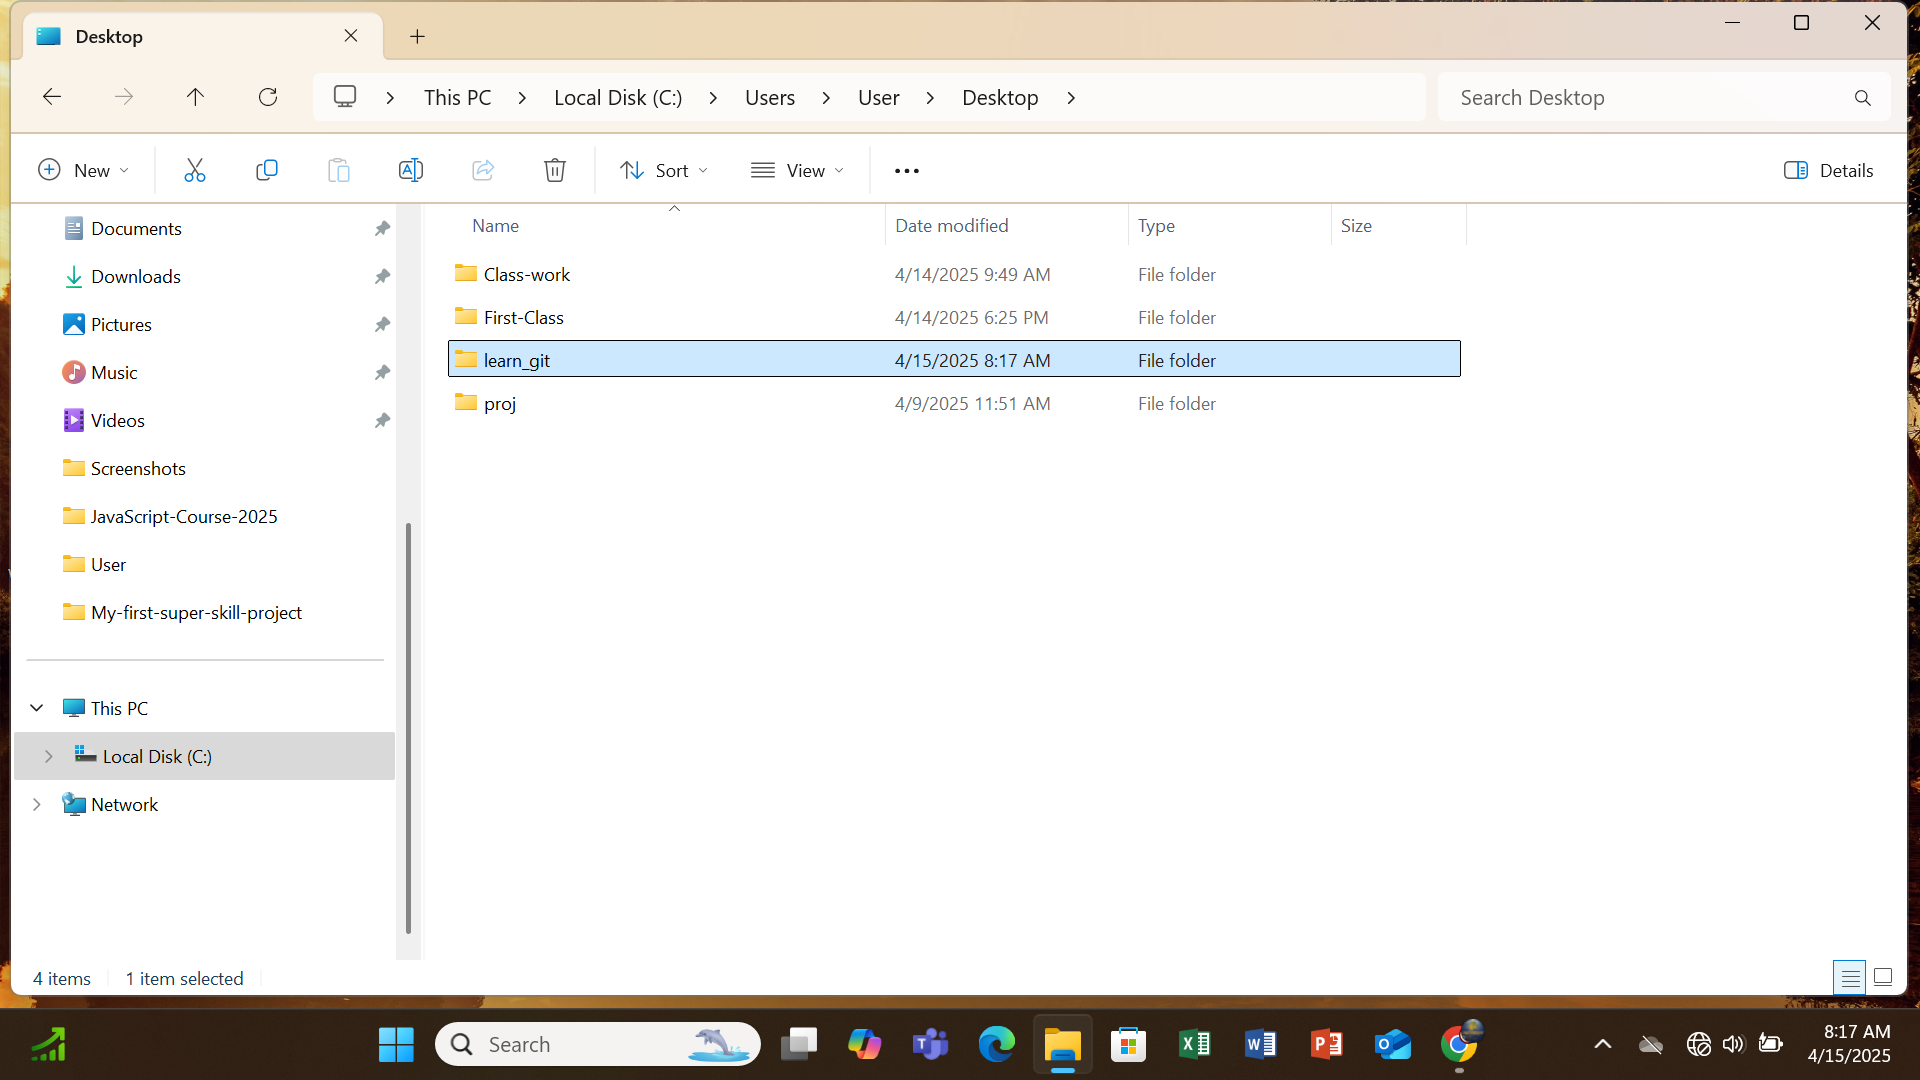 Desktop
This PC
Local Disk (C:)
Users
User
Desktop
Search Desktop
New
Sort
View
Details
Documents
Downloads
Pictures
Music
Videos
Screenshots
JavaScript-Course-2025
User
My-first-super-skill-project
This PC
Local Disk (C:)
Network
Name Date modified Type Size
Class-work 4/14/2025 9:49 AM File folder
First-Class 4/14/2025 6:25 PM File folder
learn_git 4/15/2025 8:17 AM File folder
proj 4/9/2025 11:51 AM File folder
4 items 1 item selected
Search
8:17 AM
4/15/2025